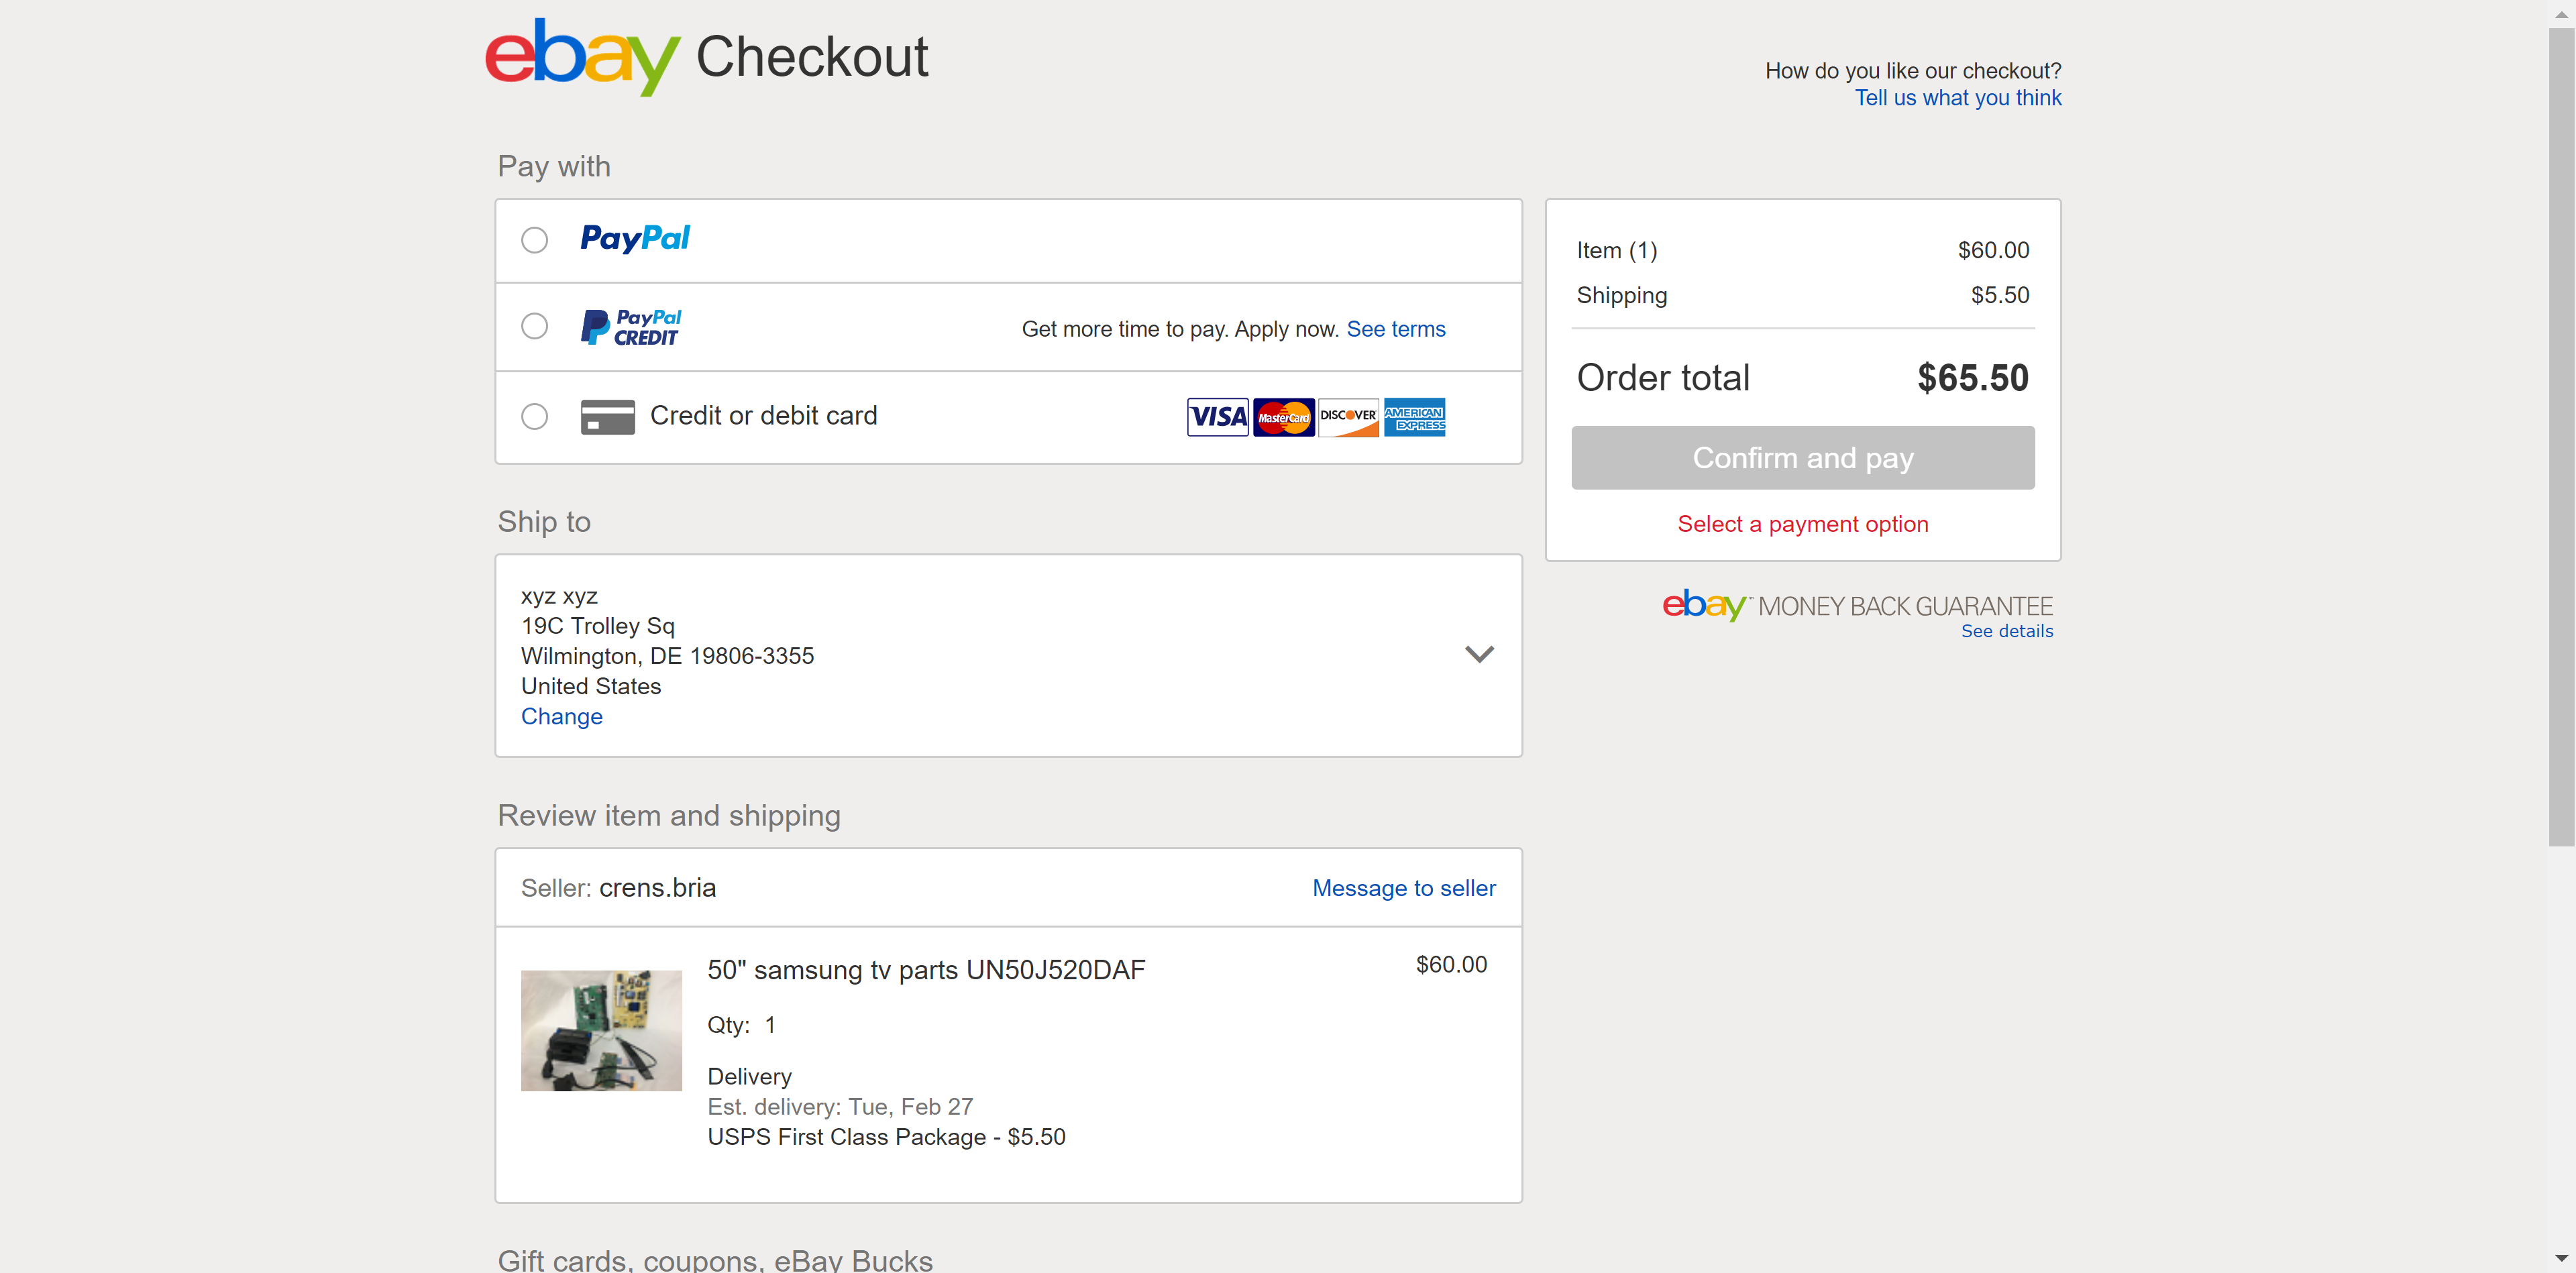 ebay Checkout
How do you like our checkout?
Tell us what you think
Pay with
PayPal
PayPal CREDIT
Get more time to pay. Apply now. See terms
Credit or debit card
VISA MasterCard DISCOVER AMERICAN EXPRESS
Item (1) $60.00
Shipping $5.50
Order total $65.50
Confirm and pay
Select a payment option
ebay MONEY BACK GUARANTEE
See details
Ship to
xyz xyz
19C Trolley Sq
Wilmington, DE 19806-3355
United States
Change
Review item and shipping
Seller: crens.bria Message to seller
50" samsung tv parts UN50J520DAF $60.00
Qty: 1
Delivery
Est. delivery: Tue, Feb 27
USPS First Class Package - $5.50
Gift cards, coupons, eBay Bucks